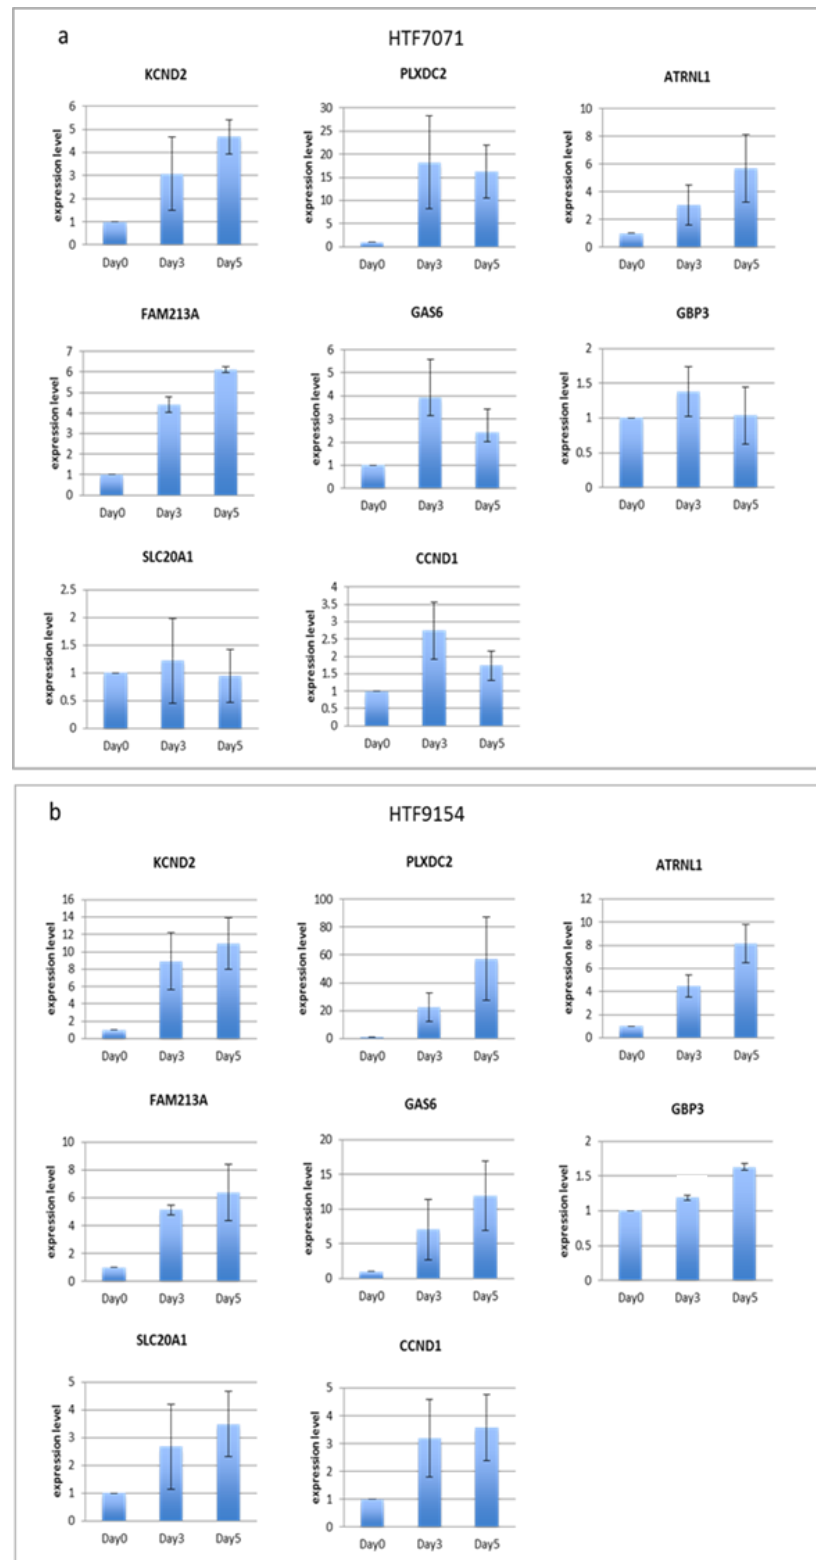 a
HTF7071
KCND2
PLXDC2
ATRNL1
expression level
6
5
4
3
2
1
0
Day0 Day3 Day5
expression level
30
25
20
15
10
5
0
Day0 Day3 Day5
expression level
10
8
6
4
2
0
Day0 Day3 Day5
FAM213A
GAS6
GBP3
expression level
7
6
5
4
3
2
1
0
Day0 Day3 Day5
expression level
6
5
4
3
2
1
0
Day0 Day3 Day5
expression level
2
1.5
1
0.5
0
Day0 Day3 Day5
SLC20A1
CCND1
expression level
2.5
2
1.5
1
0.5
0
Day0 Day3 Day5
expression level
4
3.5
3
2.5
2
1.5
1
0.5
0
Day0 Day3 Day5
b
HTF9154
KCND2
PLXDC2
ATRNL1
expression level
16
14
12
10
8
6
4
2
0
Day0 Day3 Day5
expression level
100
80
60
40
20
0
Day0 Day3 Day5
expression level
12
10
8
6
4
2
0
Day0 Day3 Day5
FAM213A
GAS6
GBP3
expression level
10
8
6
4
2
0
Day0 Day3 Day5
expression level
20
15
10
5
0
Day0 Day3 Day5
expression level
2
1.5
1
0.5
0
Day0 Day3 Day5
SLC20A1
CCND1
expression level
5
4
3
2
1
0
Day0 Day3 Day5
expression level
5
4
3
2
1
0
Day0 Day3 Day5